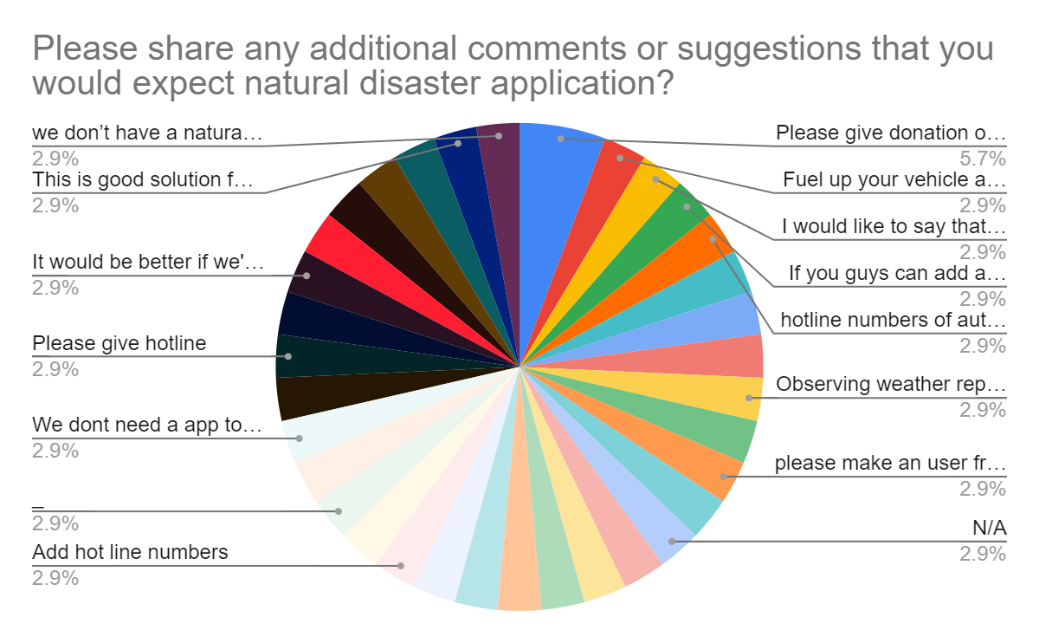 Please share any additional comments or suggestions that you
would expect natural disaster application?
we don’t have a natura…
2.9%
This is good solution f…
2.9%
It would be better if we'…
2.9%
Please give hotline
2.9%
We dont need a app to…
2.9%
_
2.9%
Add hot line numbers
2.9%
Please give donation o…
5.7%
Fuel up your vehicle a…
2.9%
I would like to say that…
2.9%
If you guys can add a…
2.9%
hotline numbers of aut…
2.9%
Observing weather rep…
2.9%
please make an user fr…
2.9%
N/A
2.9%